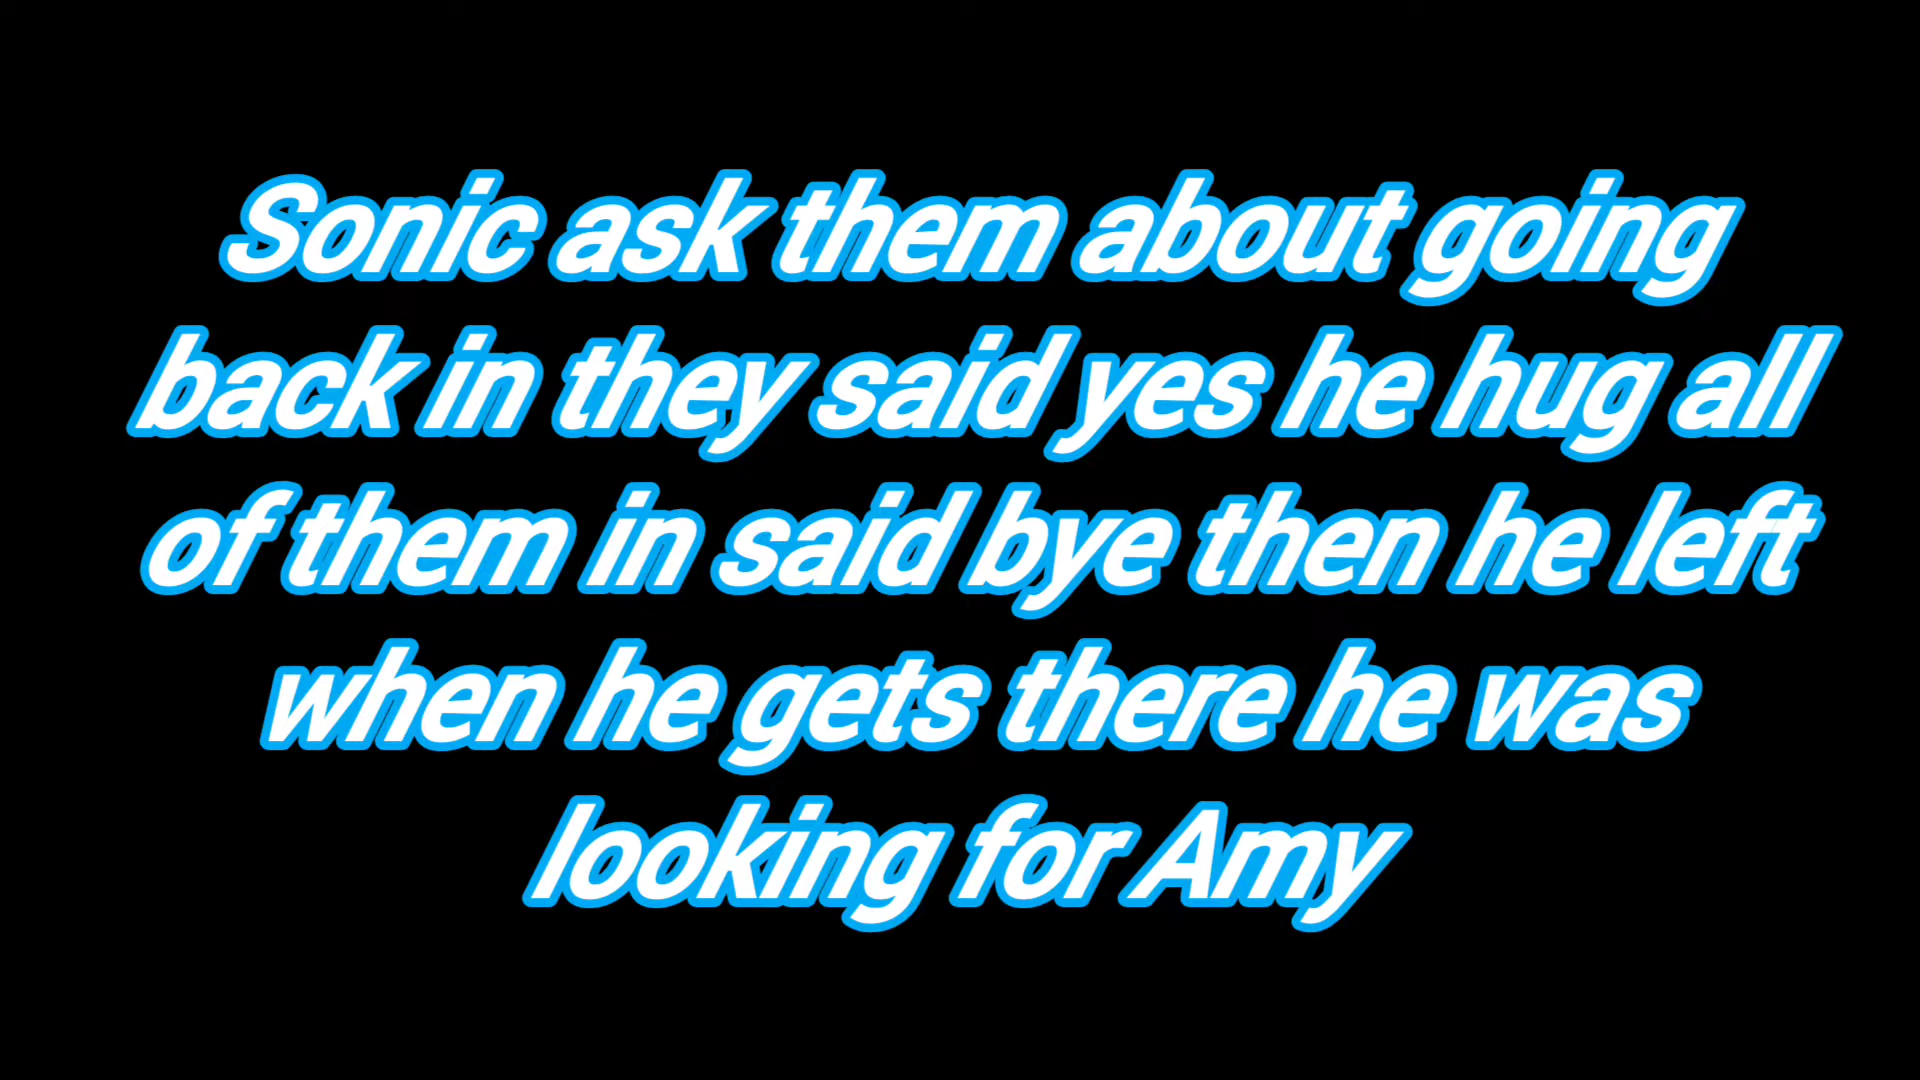 Sonic ask them about going
back in they said yes he hug all
of them in said bye then he left
when he gets there he was
looking for Amy